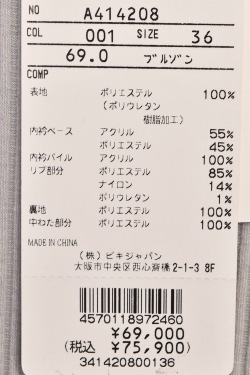 NO A414208
COL 001 SIZE 36
69.0 ブルゾン
COMP
表地 ポリエステル 100%
(ポリウレタン
樹脂加工)
内衿ベース アクリル 55%
ポリエステル 45%
内衿パイル アクリル 100%
リブ部分 ポリエステル 85%
ナイロン 14%
ポリウレタン 1%
裏地 ポリエステル 100%
中わた部分 ポリエステル 100%
MADE IN CHINA
(株)ビキジャパン
大阪市中央区西心斎橋2-1-3 8F
4570118972460
¥69,000
(税込 ¥75,900)
341420800136